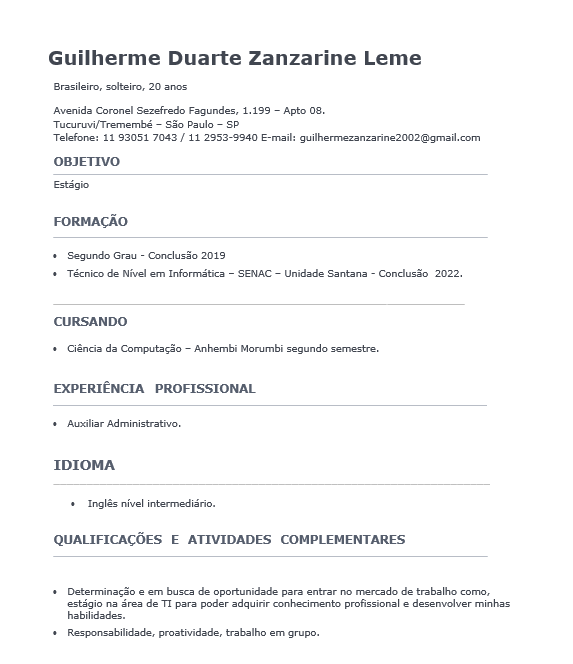 Guilherme Duarte Zanzarine Leme
Brasileiro, solteiro, 20 anos
Avenida Coronel Sezefredo Fagundes, 1.199 – Apto 08.
Tucuruvi/Tremembé – São Paulo – SP
Telefone: 11 93051 7043 / 11 2953-9940 E-mail: guilhermezanzarine2002@gmail.com
OBJETIVO
Estágio
FORMAÇÃO
• Segundo Grau - Conclusão 2019
• Técnico de Nível em Informática – SENAC – Unidade Santana - Conclusão 2022.
CURSANDO
• Ciência da Computação – Anhembi Morumbi segundo semestre.
EXPERIÊNCIA PROFISSIONAL
• Auxiliar Administrativo.
IDIOMA
• Inglês nível intermediário.
QUALIFICAÇÕES E ATIVIDADES COMPLEMENTARES
• Determinação e em busca de oportunidade para entrar no mercado de trabalho como,
estágio na área de TI para poder adquirir conhecimento profissional e desenvolver minhas
habilidades.
• Responsabilidade, proatividade, trabalho em grupo.